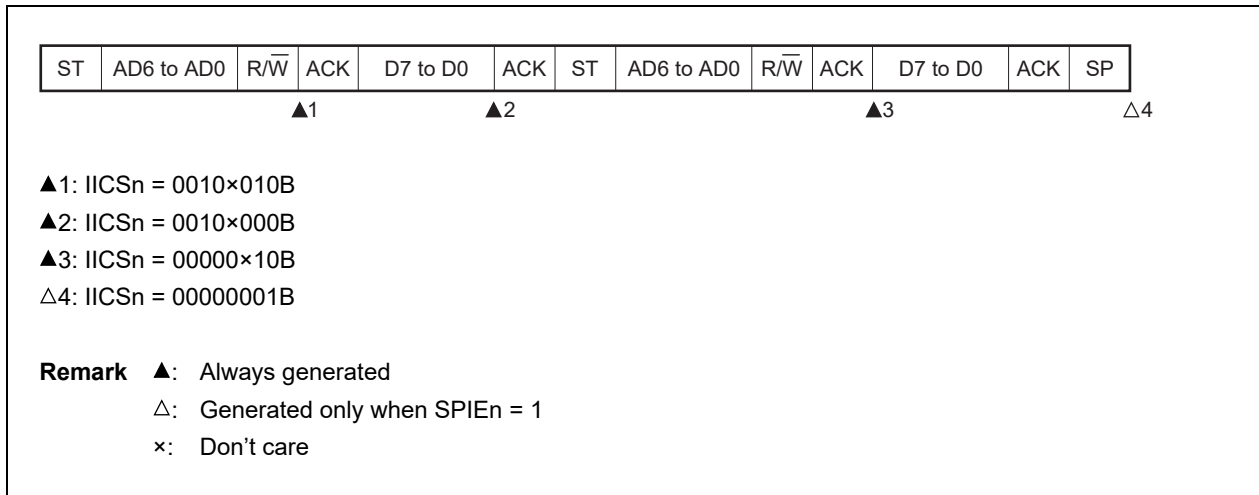 ST AD6 to AD0 R/W̅ ACK D7 to D0 ACK ST AD6 to AD0 R/W̅ ACK D7 to D0 ACK SP
▲1 ▲2 ▲3 △4
▲1: IICSn = 0010×010B
▲2: IICSn = 0010×000B
▲3: IICSn = 00000×10B
△4: IICSn = 00000001B
Remark ▲: Always generated
△: Generated only when SPIEn = 1
×: Don’t care